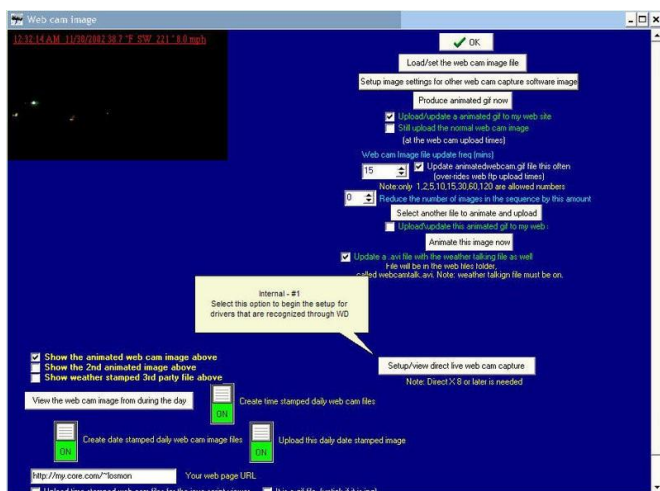 Web cam image
12:32:14 AM 11/10/2002 38.7 °F SW 221 ° 0.0 mph
OK
Load/set the web cam image file
Setup image settings for other web cam capture software image
Produce animated gif now
Upload/update a animated gif to my web site
Still upload the normal web cam image
(at the web cam upload times)
Web cam Image file update freq (mins)
15
Update animatedwebcam.gif file this often
(over-rides web ftp upload times)
Note:only 1,2,5,10,15,30,60,120 are allowed numbers
0
Reduce the number of images in the sequence by this amount
Select another file to animate and upload
Upload\update this animated gif to my web :
Animate this image now
Update a .avi file with the weather talking file as well
File will be in the web files folder,
called webcamtalk.avi. Note: weather talkign file must be on.
Internal - #1
Select this option to begin the setup for
drivers that are recognized through WD
Show the animated web cam image above
Show the 2nd animated image above
Show weather stamped 3rd party file above
Setup/view direct live web cam capture
Note: Direct X 8 or later is needed
View the web cam image from during the day
ON
Create time stamped daily web cam files
ON
Create date stamped daily web cam image files
ON
Upload this daily date stamped image
http://my.core.com/~losmon
Your web page URL